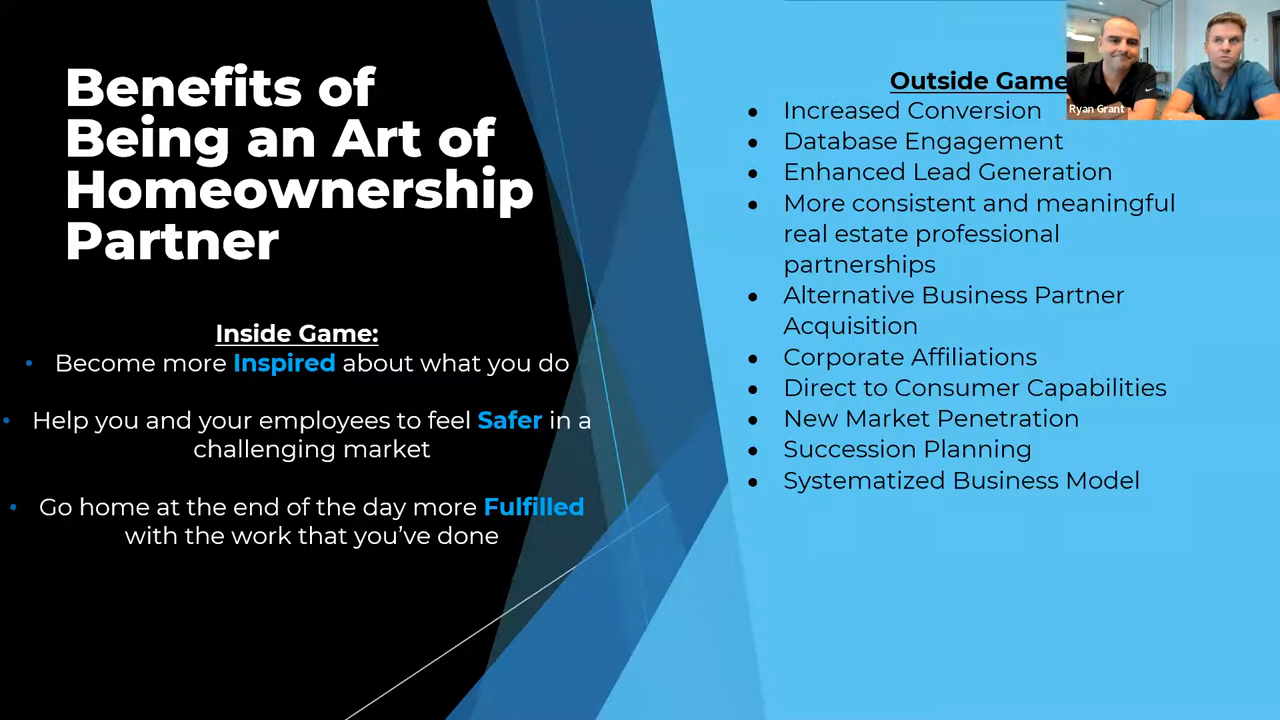 Benefits of
Being an Art of
Homeownership
Partner
Inside Game:
• Become more Inspired about what you do
• Help you and your employees to feel Safer in a
challenging market
• Go home at the end of the day more Fulfilled
with the work that you’ve done
Outside Game
• Increased Conversion
• Database Engagement
• Enhanced Lead Generation
• More consistent and meaningful
real estate professional
partnerships
• Alternative Business Partner
Acquisition
• Corporate Affiliations
• Direct to Consumer Capabilities
• New Market Penetration
• Succession Planning
• Systematized Business Model
Ryan Grant